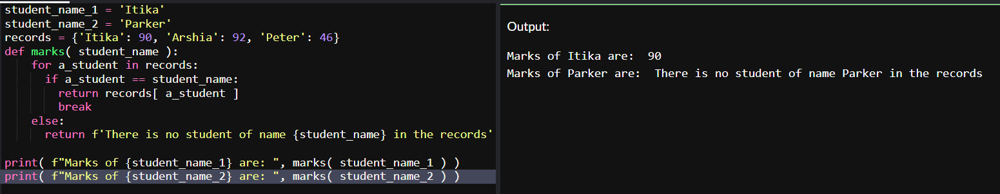 student_name_1 = 'Itika'
student_name_2 = 'Parker'
records = {'Itika': 90, 'Arshia': 92, 'Peter': 46}
def marks( student_name ):
    for a_student in records:
      if a_student == student_name:
        return records[ a_student ]
        break
    else:
      return f'There is no student of name {student_name} in the records'

print( f"Marks of {student_name_1} are: ", marks( student_name_1 ) )
print( f"Marks of {student_name_2} are: ", marks( student_name_2 ) )
Output:
Marks of Itika are:  90
Marks of Parker are:  There is no student of name Parker in the records